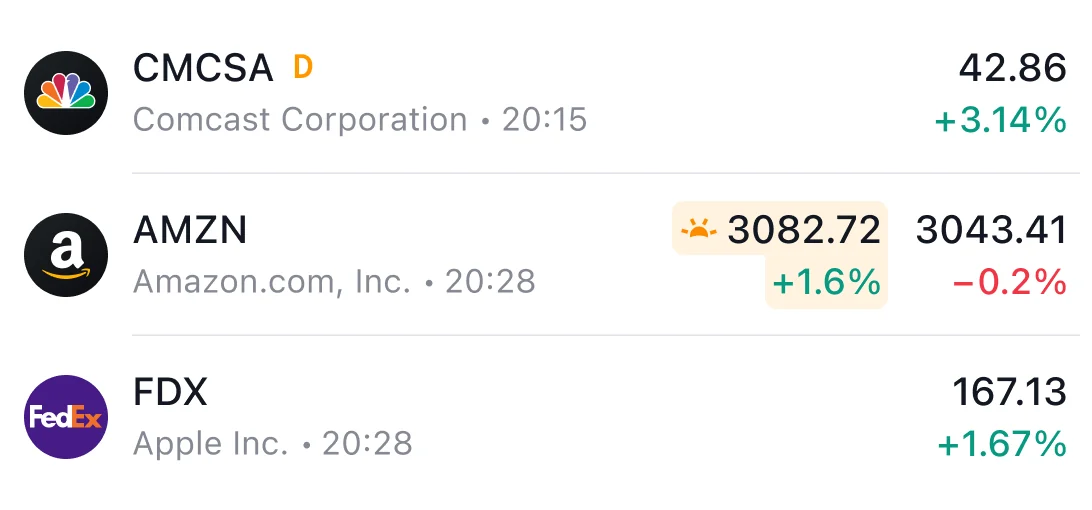 CMCSA D 42.86
Comcast Corporation • 20:15 +3.14%
AMZN 3082.72 3043.41
Amazon.com, Inc. • 20:28 +1.6% −0.2%
FedEx FDX 167.13
Apple Inc. • 20:28 +1.67%